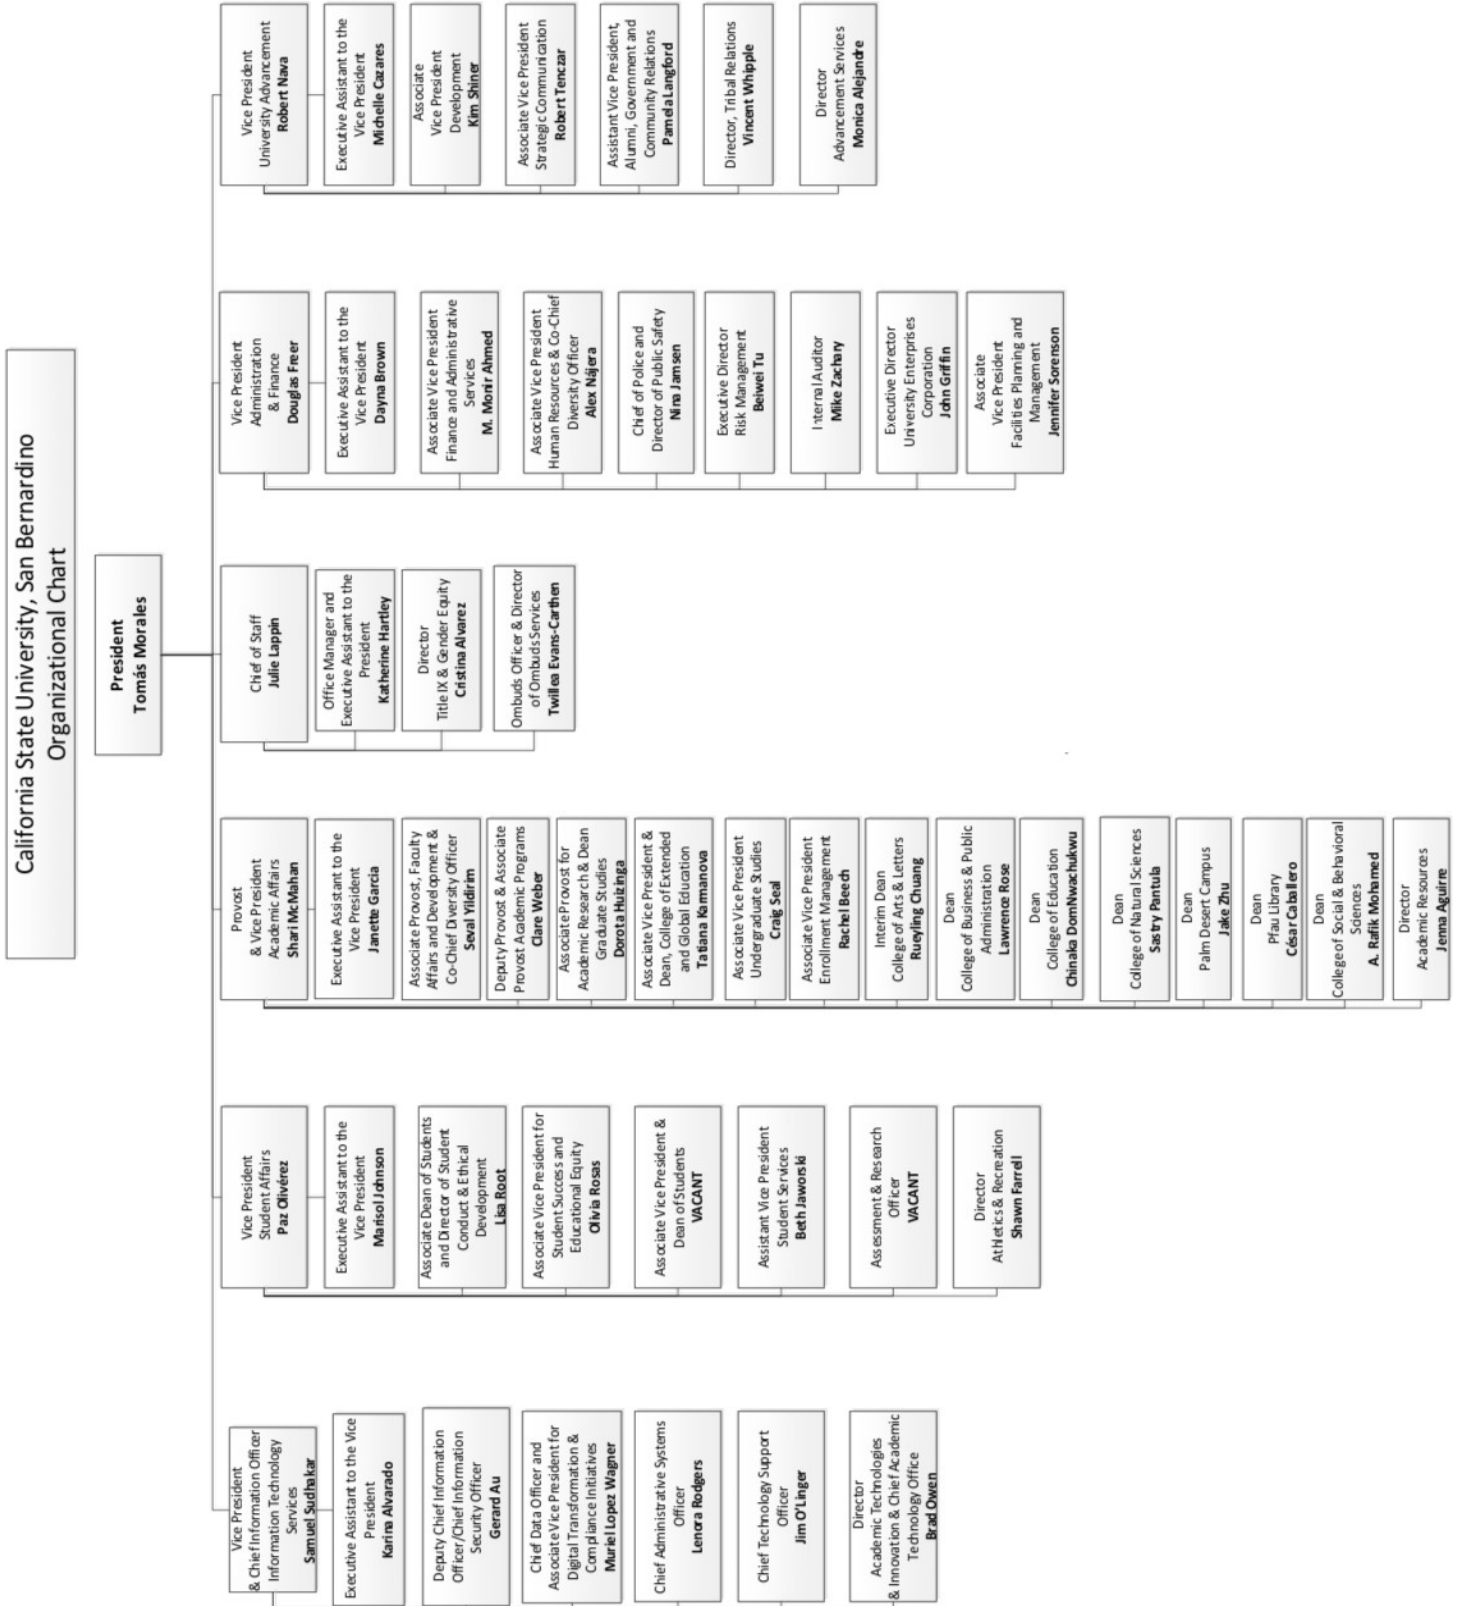 California State University, San Bernardino
Organizational Chart
President
Tomás Morales
Vice President
& Chief Information Officer
Information Technology
Services
Samuel Sudhakar
Executive Assistant to the Vice
President
Karina Alvarado
Deputy Chief Information
Officer/Chief Information
Security Officer
Gerard Au
Chief Data Officer and
Associate Vice President for
Digital Transformation &
Compliance Initiatives
Muriel Lopez Wagner
Chief Administrative Systems
Officer
Lenora Rodgers
Chief Technology Support
Officer
Jim O'Linger
Director
Academic Technologies
& Innovation & Chief Academic
Technology Office
Brad Owen
Vice President
Student Affairs
Paz Olivérez
Executive Assistant to the
Vice President
Marisol Johnson
Associate Dean of Students
and Director of Student
Conduct & Ethical
Development
Lisa Root
Associate Vice President for
Student Success and
Educational Equity
Olivia Rosas
Associate Vice President &
Dean of Students
VACANT
Assistant Vice President
Student Services
Beth Jaworski
Assessment & Research
Officer
VACANT
Director
Athletics & Recreation
Shawn Farrell
Provost
& Vice President
Academic Affairs
Shari McMahan
Executive Assistant to the
Vice President
Janette Garcia
Associate Provost, Faculty
Affairs and Development &
Co-Chief Diversity Officer
Seval Yildirim
Deputy Provost & Associate
Provost Academic Programs
Clare Weber
Associate Provost for
Academic Research & Dean
Graduate Studies
Dorota Huizinga
Associate Vice President &
Dean, College of Extended
and Global Education
Tatiana Karmanova
Associate Vice President
Undergraduate Studies
Craig Seal
Associate Vice President
Enrollment Management
Rachel Beech
Interim Dean
College of Arts & Letters
Rueyling Chuang
Dean
College of Business & Public
Administration
Lawrence Rose
Dean
College of Education
Chinaka DomNwachukwu
Dean
College of Natural Sciences
Sastry Pantula
Dean
Palm Desert Campus
Jake Zhu
Dean
Pfau Library
César Caballero
Dean
College of Social & Behavioral
Sciences
A. Rafik Mohamed
Director
Academic Resources
Jenna Aguirre
Chief of Staff
Julie Lappin
Office Manager and
Executive Assistant to the
President
Katherine Hartley
Director
Title IX & Gender Equity
Cristina Alvarez
Ombuds Officer & Director
of Ombuds Services
Twillea Evans-Carthen
Vice President
Administration
& Finance
Douglas Freer
Executive Assistant to the
Vice President
Dayna Brown
Associate Vice President
Finance and Administrative
Services
M. Monir Ahmed
Associate Vice President
Human Resources & Co-Chief
Diversity Officer
Alex Nájera
Chief of Police and
Director of Public Safety
Nina Jamsen
Executive Director
Risk Management
Beiwei Tu
Internal Auditor
Mike Zachary
Executive Director
University Enterprises
Corporation
John Griffin
Associate
Vice President
Facilities Planning and
Management
Jennifer Sorenson
Vice President
University Advancement
Robert Nava
Executive Assistant to the
Vice President
Michelle Cazares
Associate
Vice President
Development
Kim Shiner
Associate Vice President
Strategic Communication
Robert Tenczar
Assistant Vice President,
Alumni, Government and
Community Relations
Pamela Langford
Director, Tribal Relations
Vincent Whipple
Director
Advancement Services
Monica Alejandre